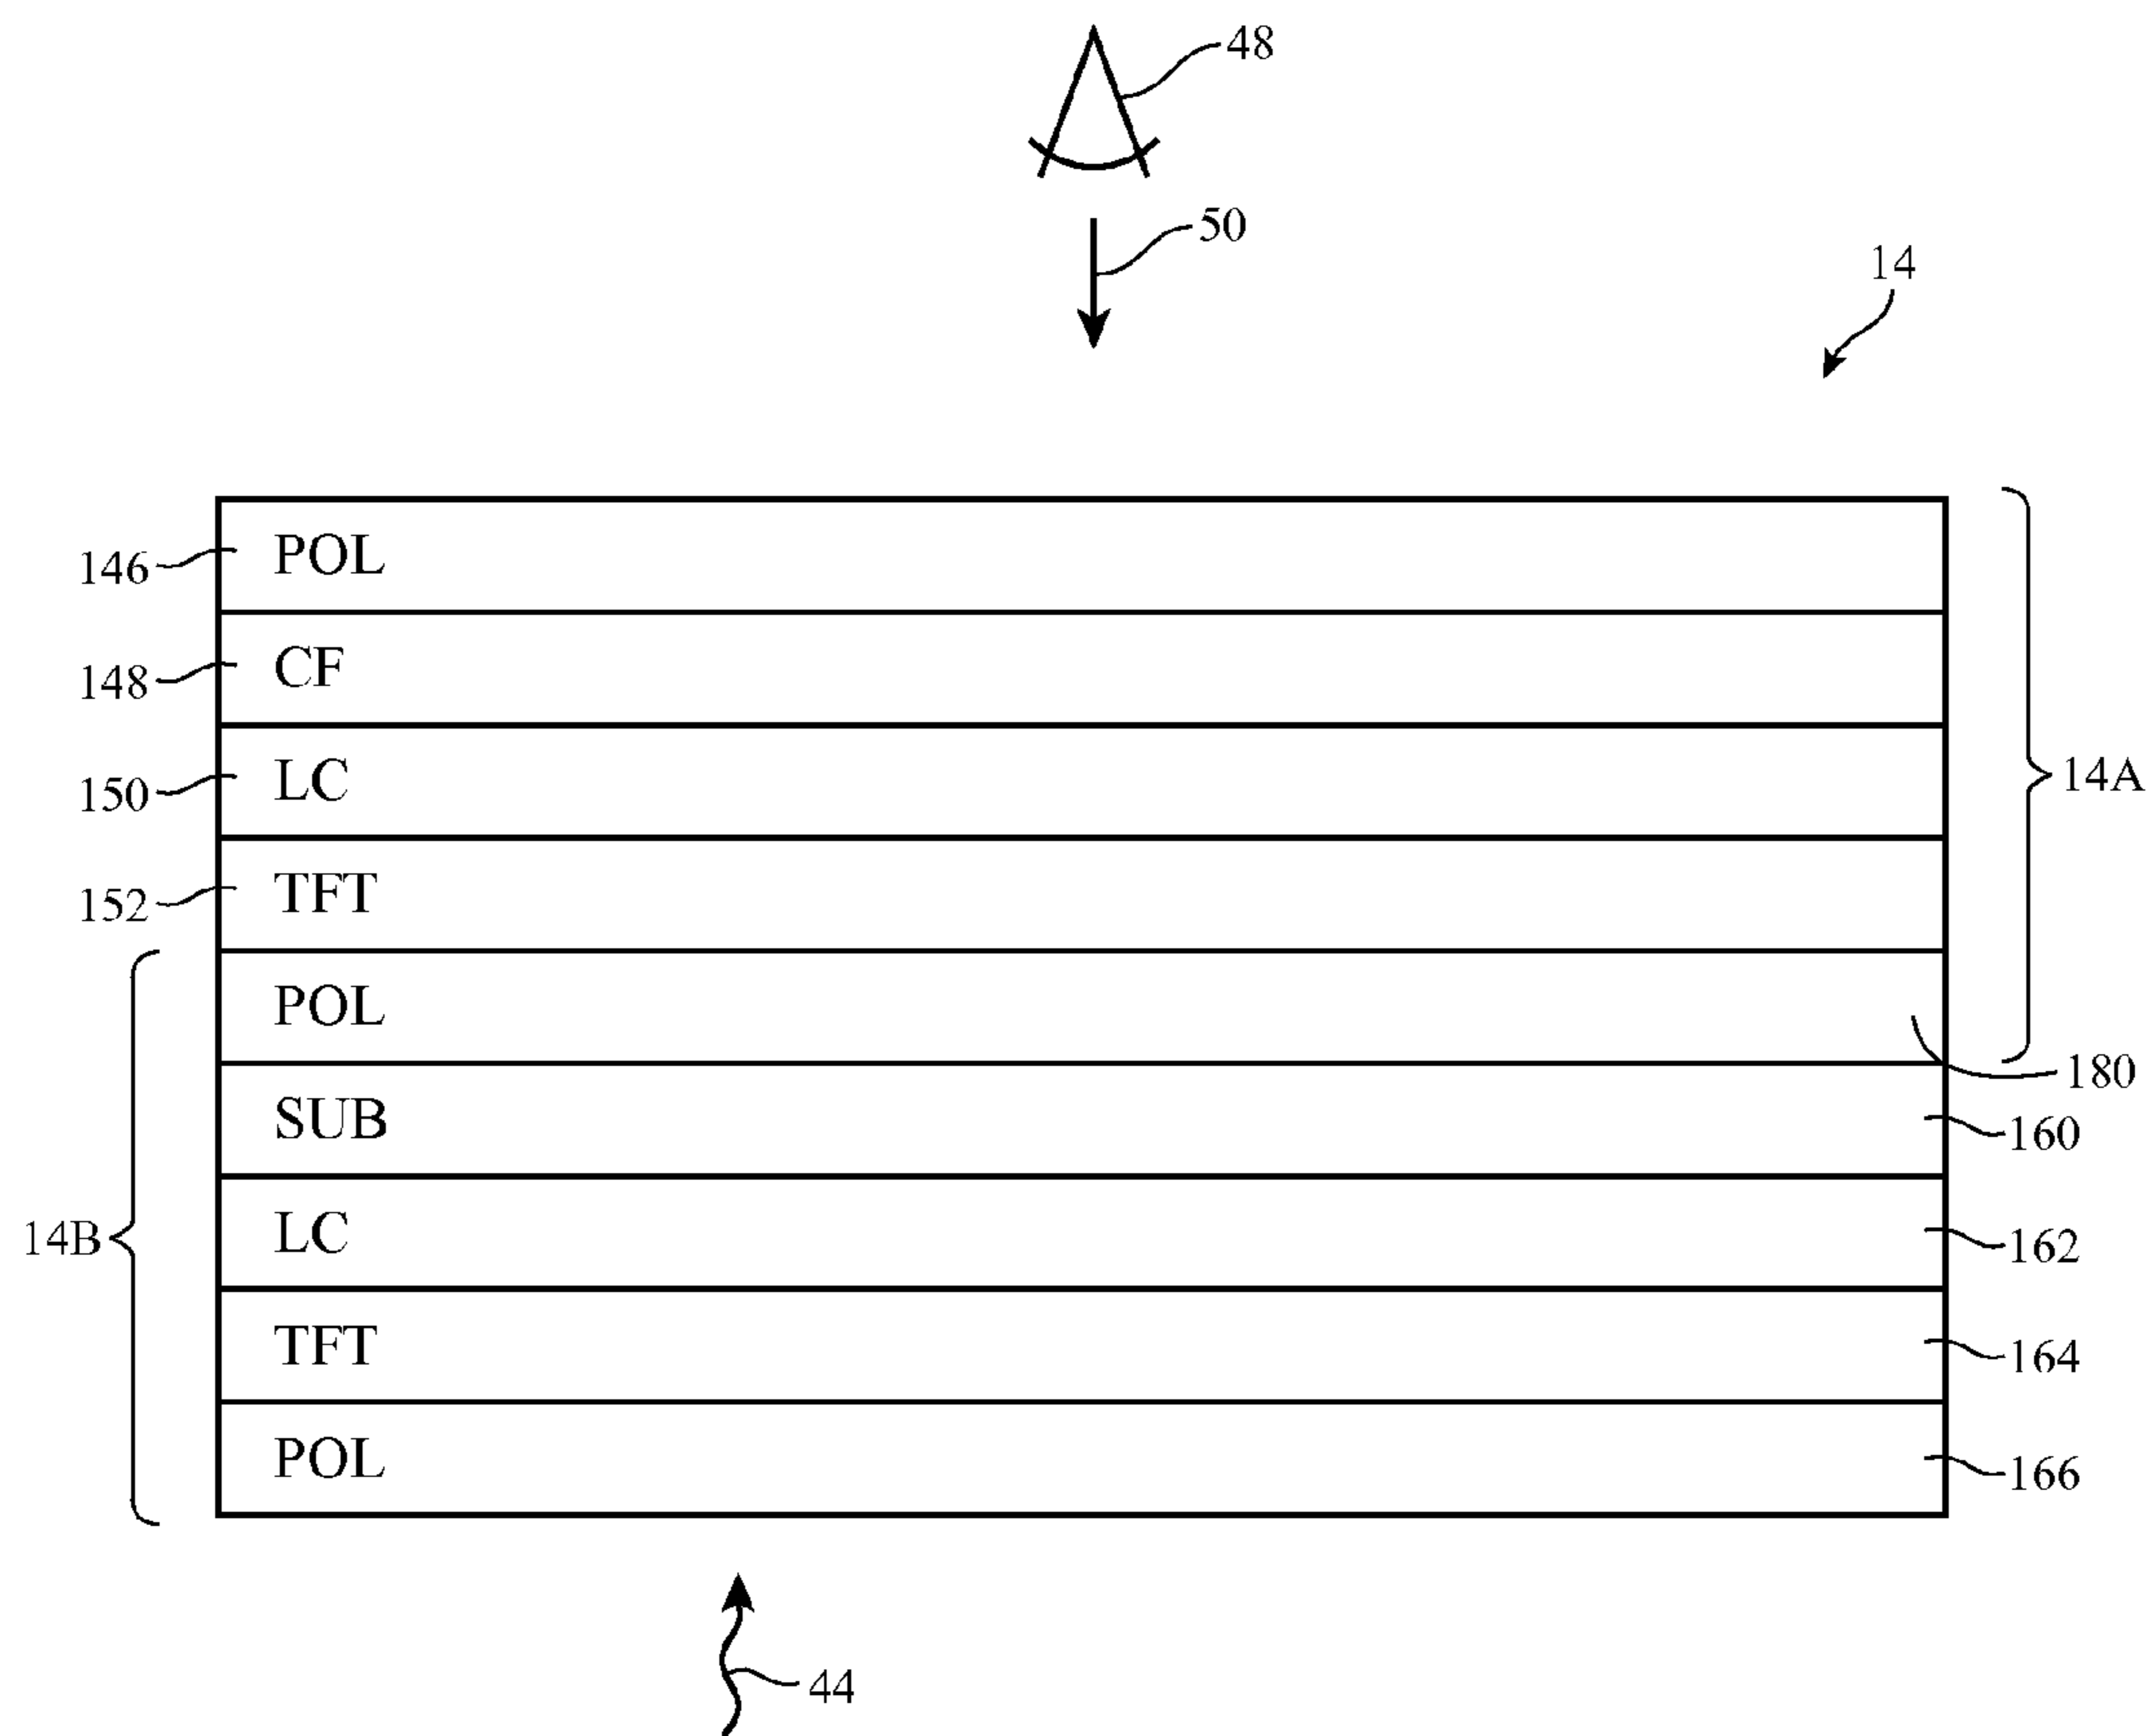 48
50
14
146 POL
148 CF
150 LC 14A
152 TFT
POL 180
SUB 160
14B LC 162
TFT 164
POL 166
44